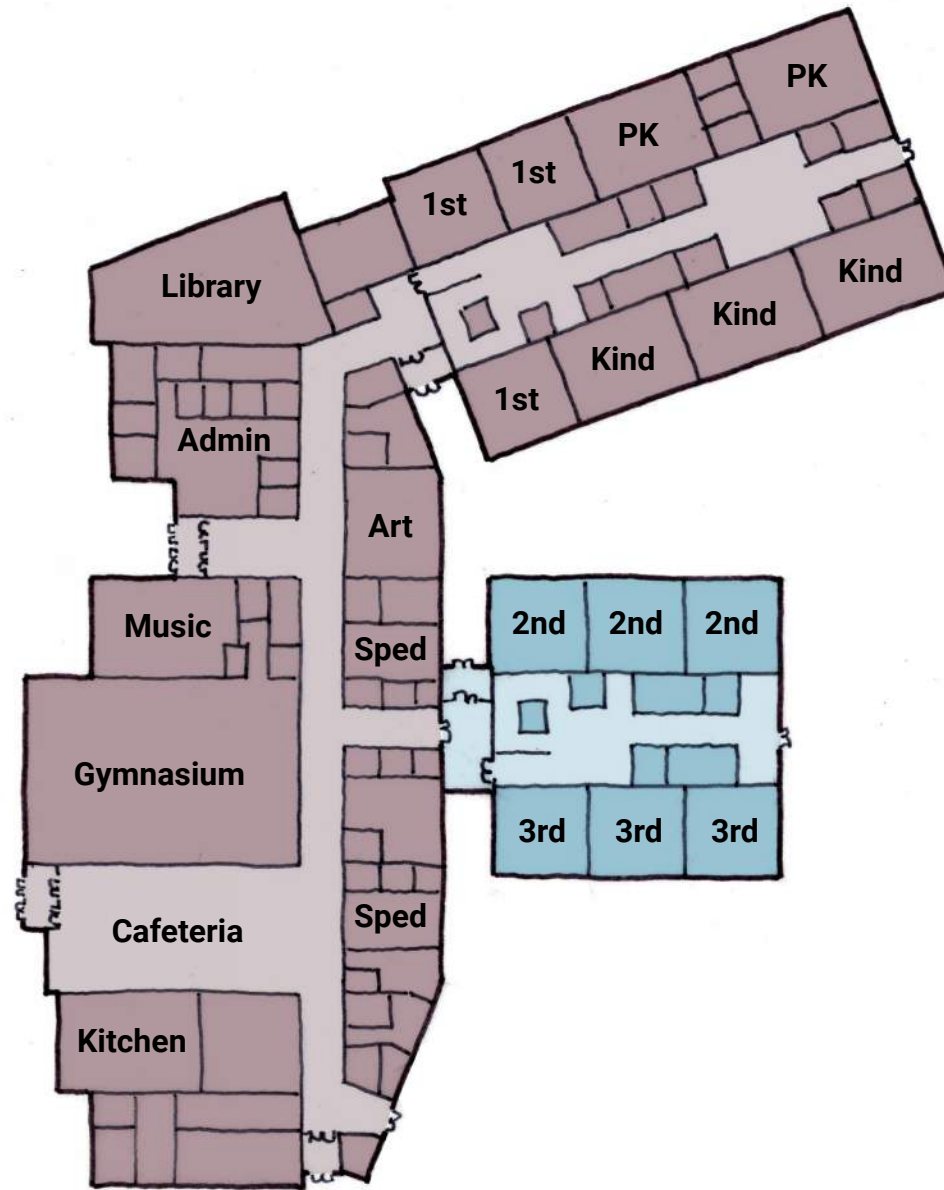 PK
PK
1st
1st
Library
Kind
Kind
Kind
1st
Admin
Art
2nd
2nd
2nd
Music
Sped
Gymnasium
3rd
3rd
3rd
Sped
Cafeteria
Kitchen